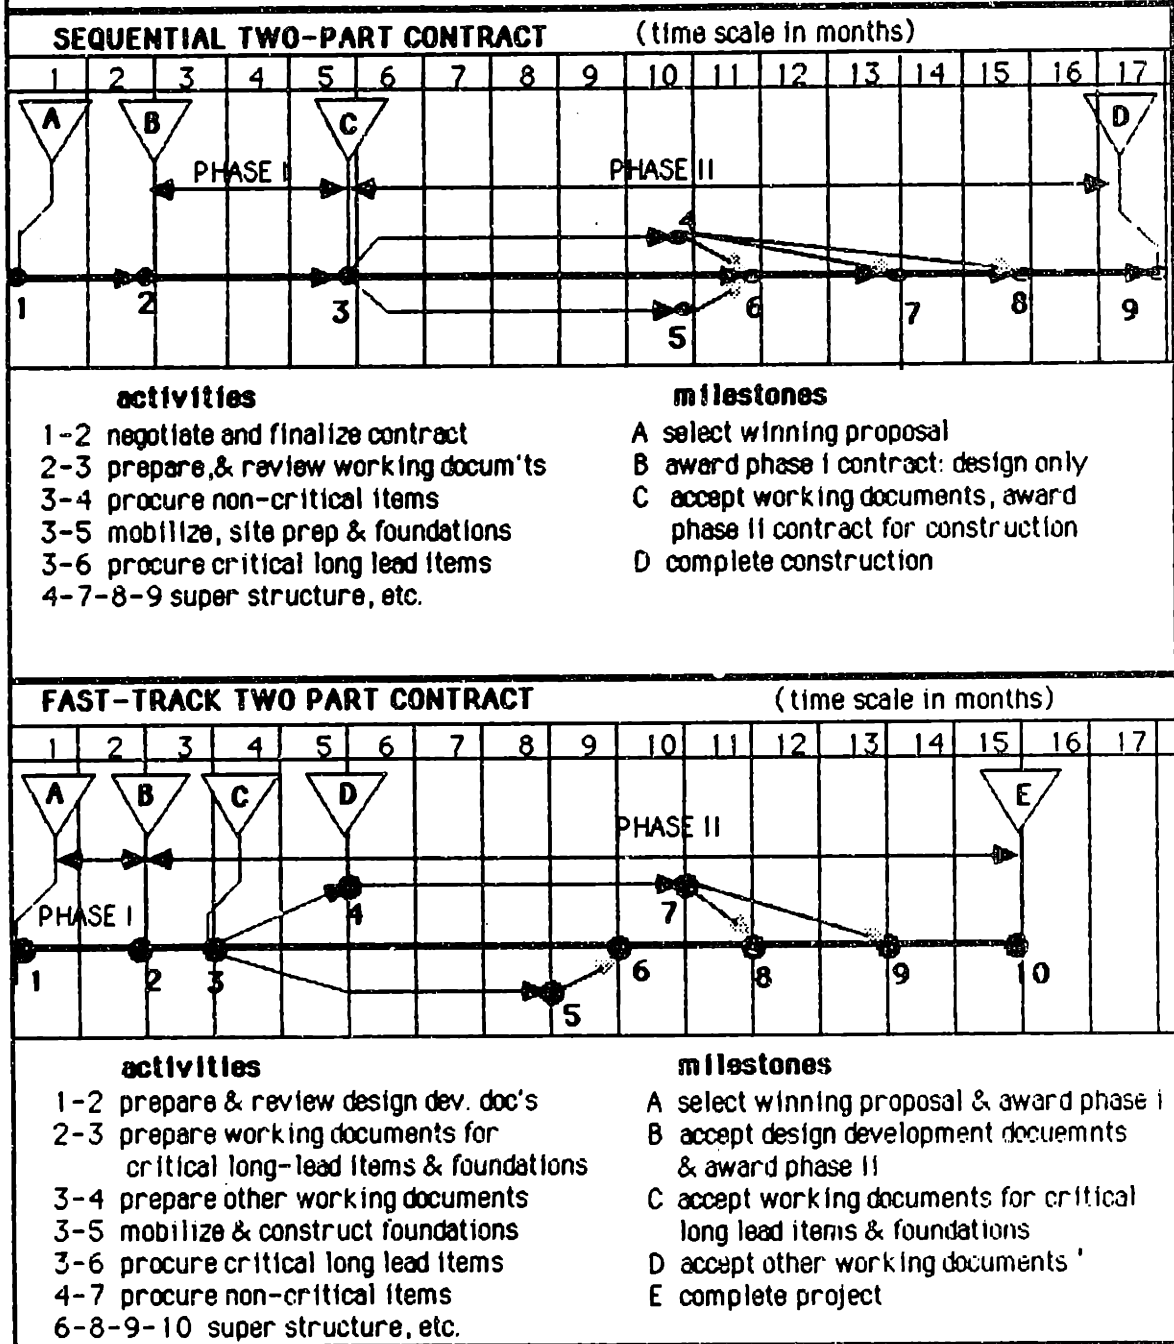 SEQUENTIAL TWO-PART CONTRACT (time scale in months)
1 2 3 4 5 6 7 8 9 10 11 12 13 14 15 16 17
A B C D
PHASE I PHASE II
4
1 2 3 6 7 8 9
5
activities
1-2 negotiate and finalize contract
2-3 prepare,& review working docum'ts
3-4 procure non-critical items
3-5 mobilize, site prep & foundations
3-6 procure critical long lead items
4-7-8-9 super structure, etc.
milestones
A select winning proposal
B award phase i contract: design only
C accept working documents, award
phase ii contract for construction
D complete construction
FAST-TRACK TWO PART CONTRACT (time scale in months)
1 2 3 4 5 6 7 8 9 10 11 12 13 14 15 16 17
A B C D E
PHASE II
PHASE I 4 7
1 2 3 6 8 9 10
5
activities
1-2 prepare & review design dev. doc's
2-3 prepare working documents for
critical long-lead items & foundations
3-4 prepare other working documents
3-5 mobilize & construct foundations
3-6 procure critical long lead items
4-7 procure non-critical items
6-8-9-10 super structure, etc.
milestones
A select winning proposal & award phase i
B accept design development docuemnts
& award phase ii
C accept working documents for critical
long lead items & foundations
D accept other working documents '
E complete project